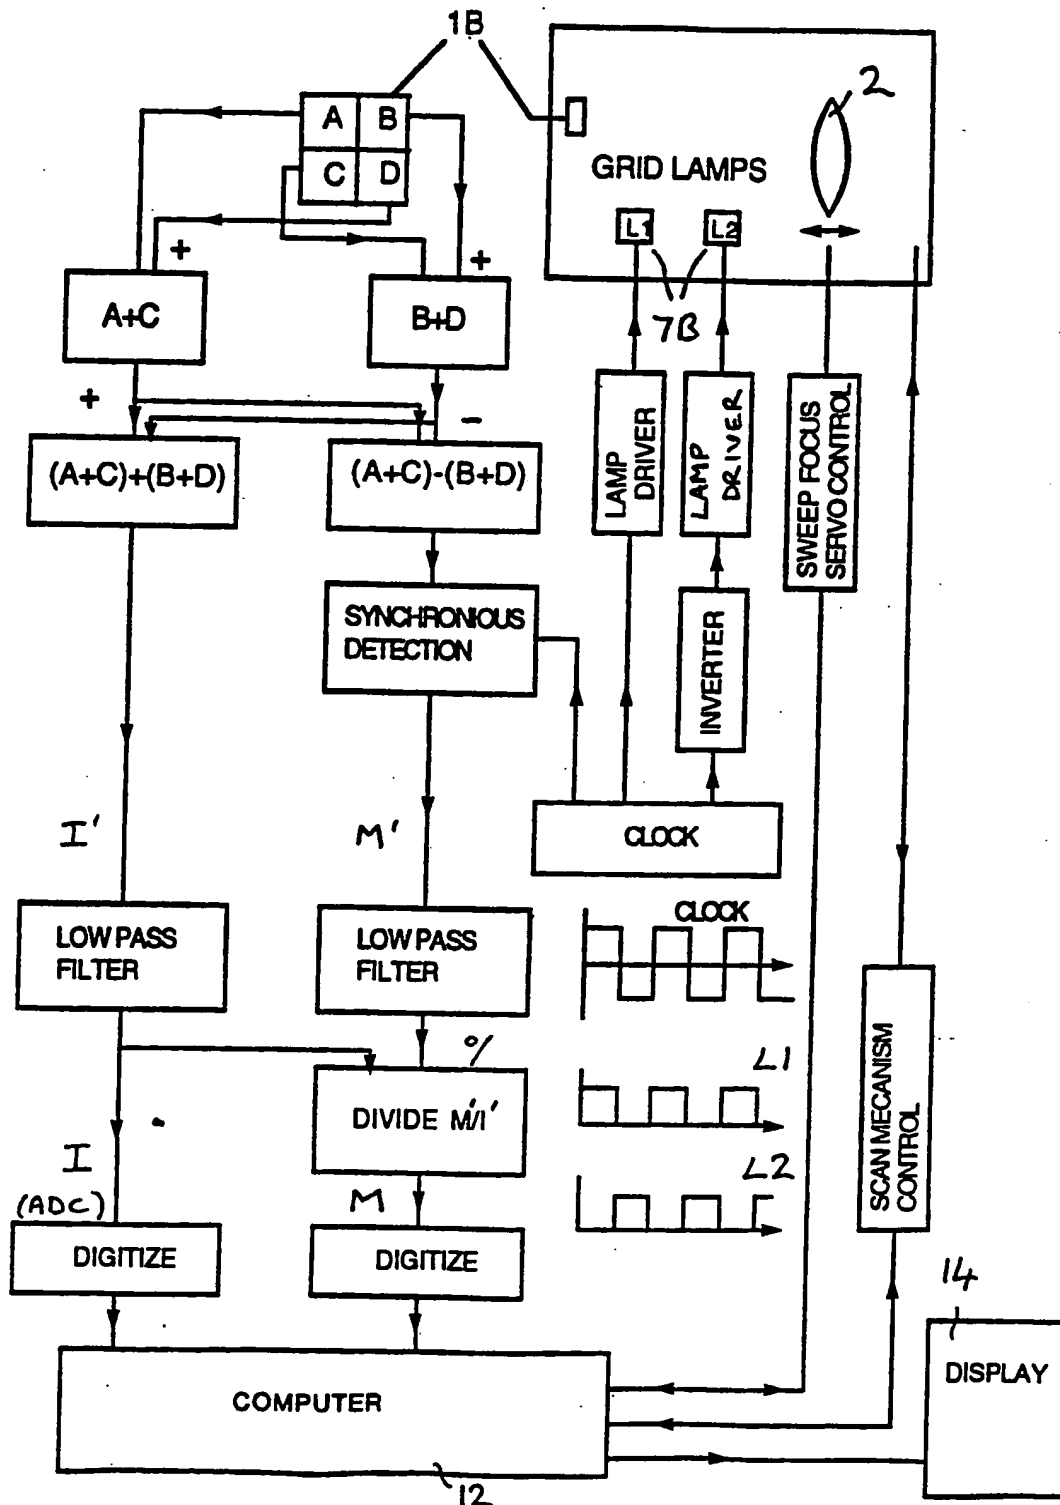 1B
A B
C D
2
GRID LAMPS
L1 L2
7B
+ +
A+C
B+D
+ -
(A+C)+(B+D)
(A+C)-(B+D)
LAMP
DRIVER
LAMP
DRIVER
SWEEP FOCUS
SERVO CONTROL
SYNCHRONIOUS
DETECTION
INVERTER
CLOCK
I'
M'
LOW PASS
FILTER
LOW PASS
FILTER
CLOCK
%
L1
DIVIDE M'/I'
SCAN MECANISM
CONTROL
I
(ADC)
M
L2
DIGITIZE
DIGITIZE
14
DISPLAY
COMPUTER
12